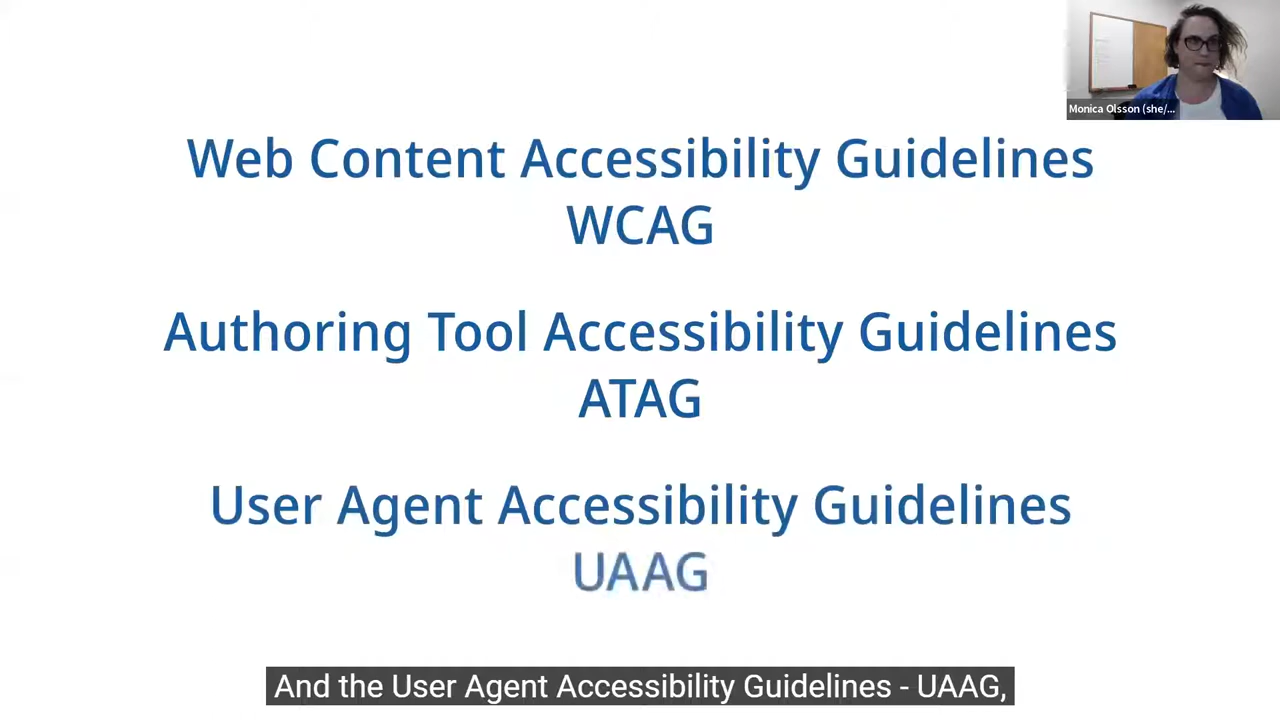 Monica Olsson (she/...
Web Content Accessibility Guidelines
WCAG
Authoring Tool Accessibility Guidelines
ATAG
User Agent Accessibility Guidelines
UAAG
And the User Agent Accessibility Guidelines - UAAG,